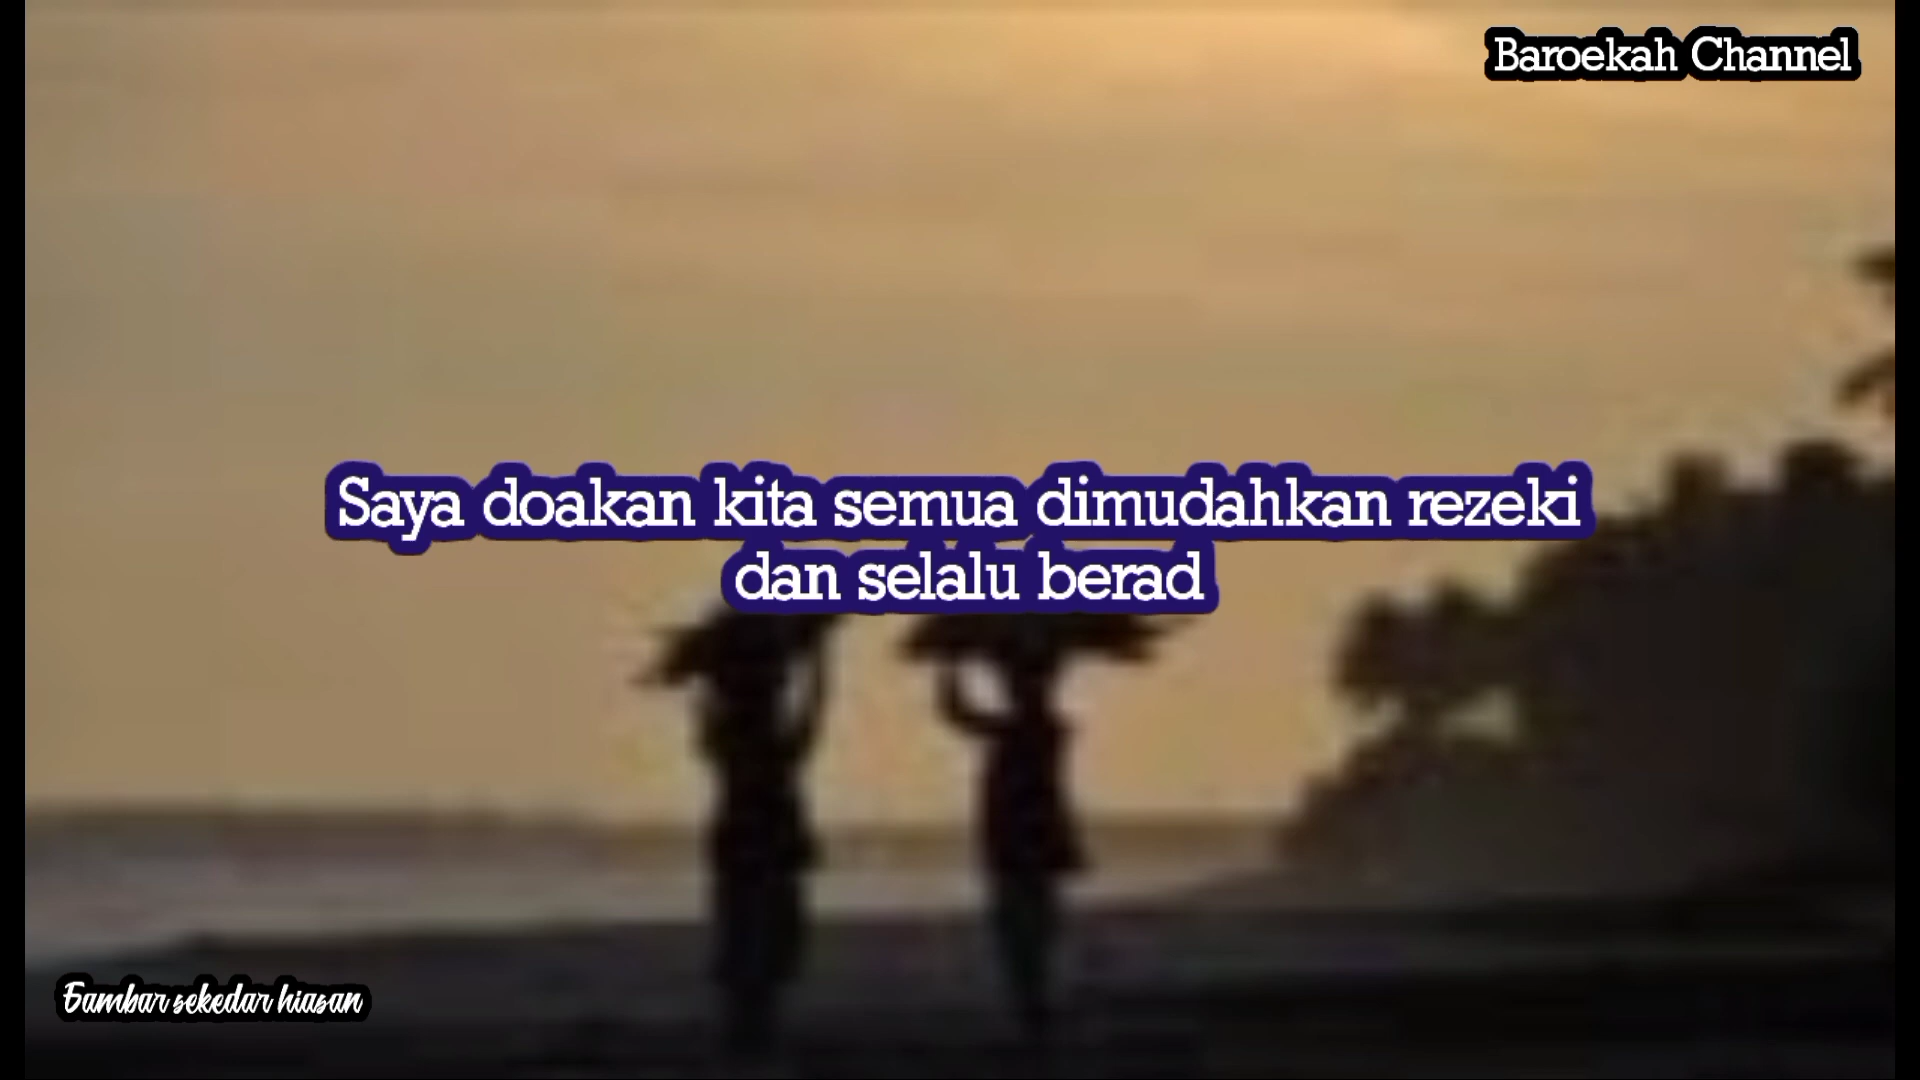 Baroekah Channel
Saya doakan kita semua dimudahkan rezeki
dan selalu berad
Gambar sekedar hiasan